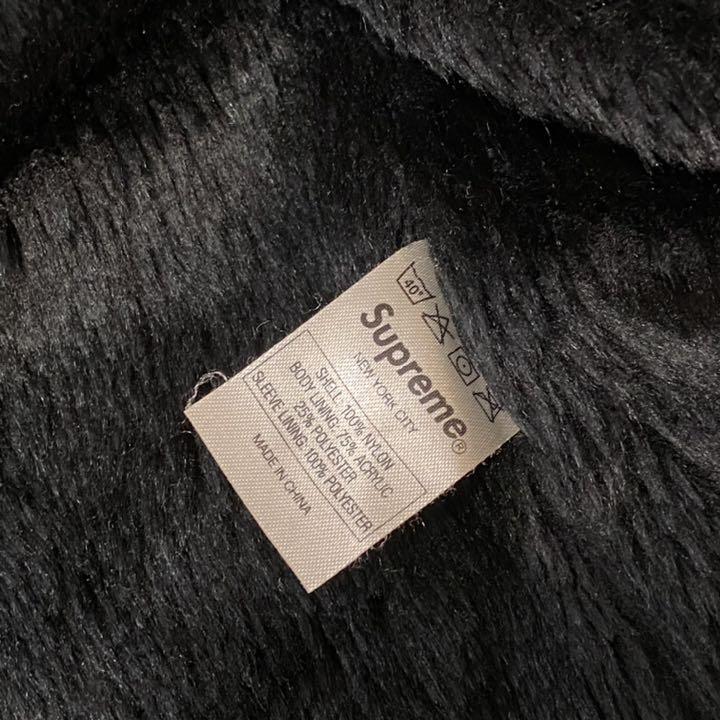 40°
Supreme®
NEW YORK CITY
SHELL: 100% NYLON
BODY LINING: 75% ACRYLIC
25% POLYESTER
SLEEVE LINING: 100% POLYESTER
MADE IN CHINA